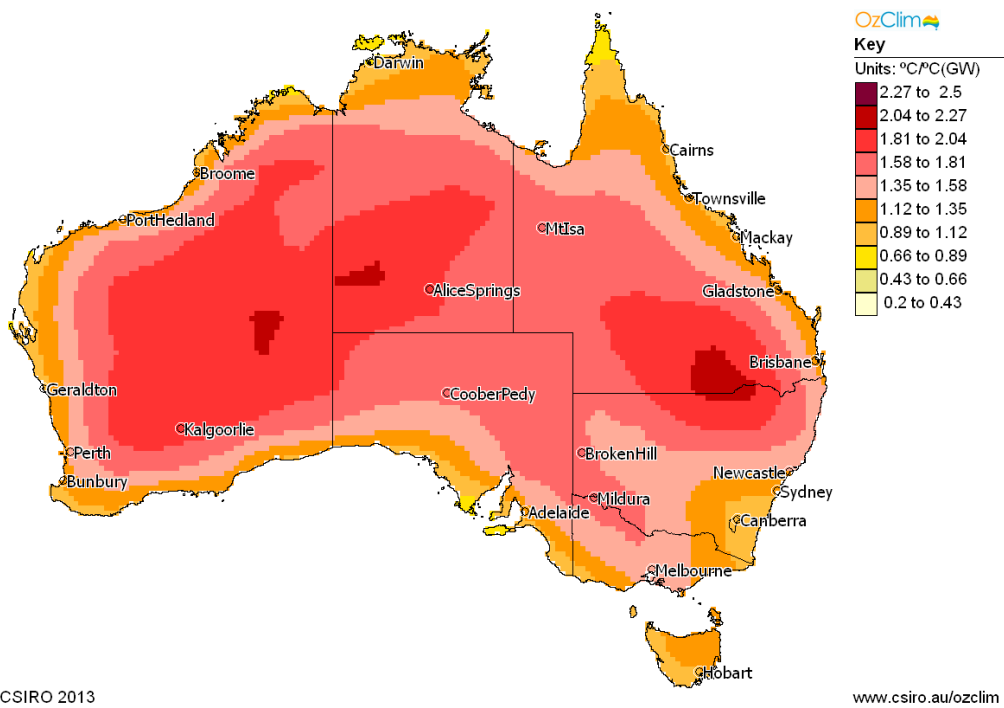 OzClim
Key
Units: ºC/ºC(GW)
2.27 to 2.5
2.04 to 2.27
1.81 to 2.04
1.58 to 1.81
1.35 to 1.58
1.12 to 1.35
0.89 to 1.12
0.66 to 0.89
0.43 to 0.66
0.2 to 0.43
Darwin
Cairns
Broome
Townsville
PortHedland
MtIsa
Mackay
AliceSprings
Gladstone
Brisbane
Geraldton
CooberPedy
Kalgoorlie
Perth
BrokenHill
Newcastle
Bunbury
Sydney
Mildura
Adelaide
Canberra
Melbourne
Hobart
CSIRO 2013
www.csiro.au/ozclim